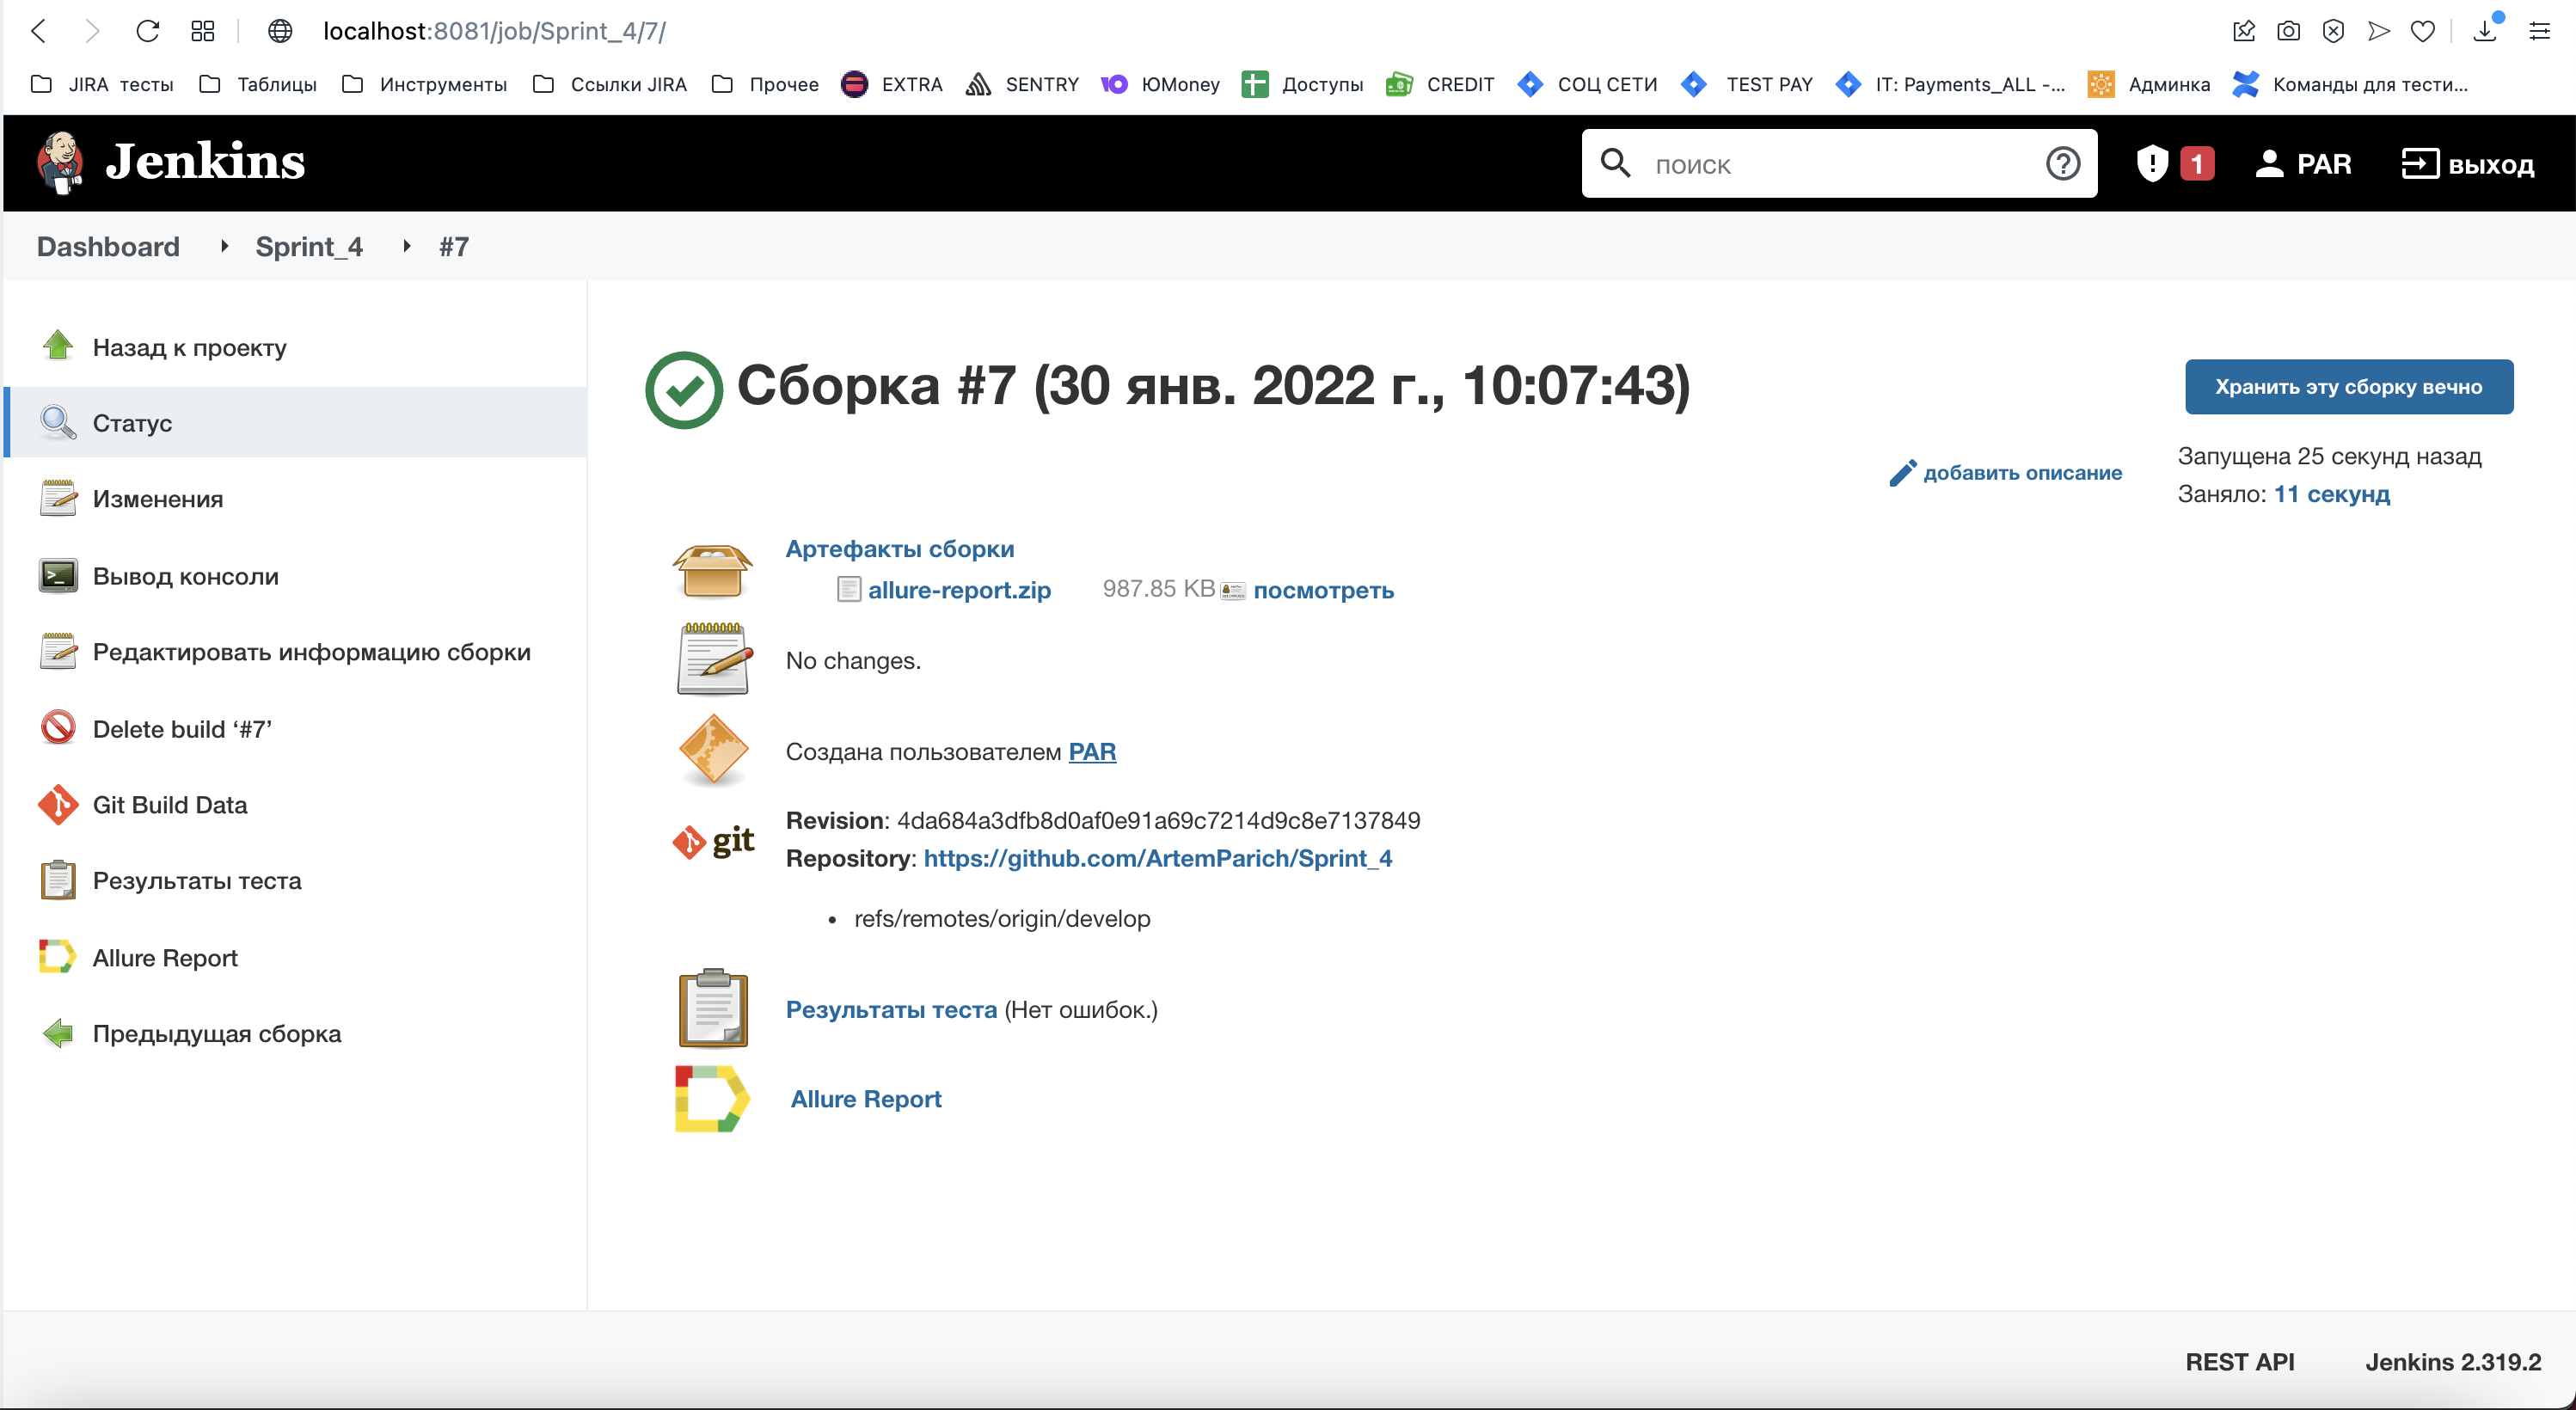 localhost:8081/job/Sprint_4/7/
JIRA тесты Таблицы Инструменты Ссылки JIRA Прочее EXTRA SENTRY ЮMoney Доступы CREDIT СОЦ СЕТИ TEST PAY IT: Payments_ALL -... Админка Команды для тести...
Jenkins поиск 1 PAR выход
Dashboard Sprint_4 #7
Назад к проекту
Статус
Изменения
Вывод консоли
Редактировать информацию сборки
Delete build ‘#7’
Git Build Data
Результаты теста
Allure Report
Предыдущая сборка
Сборка #7 (30 янв. 2022 г., 10:07:43)
Хранить эту сборку вечно
добавить описание
Запущена 25 секунд назад
Заняло: 11 секунд
Артефакты сборки
allure-report.zip 987.85 KB посмотреть
No changes.
Создана пользователем PAR
git
Revision: 4da684a3dfb8d0af0e91a69c7214d9c8e7137849
Repository: https://github.com/ArtemParich/Sprint_4
• refs/remotes/origin/develop
Результаты теста (Нет ошибок.)
Allure Report
REST API Jenkins 2.319.2